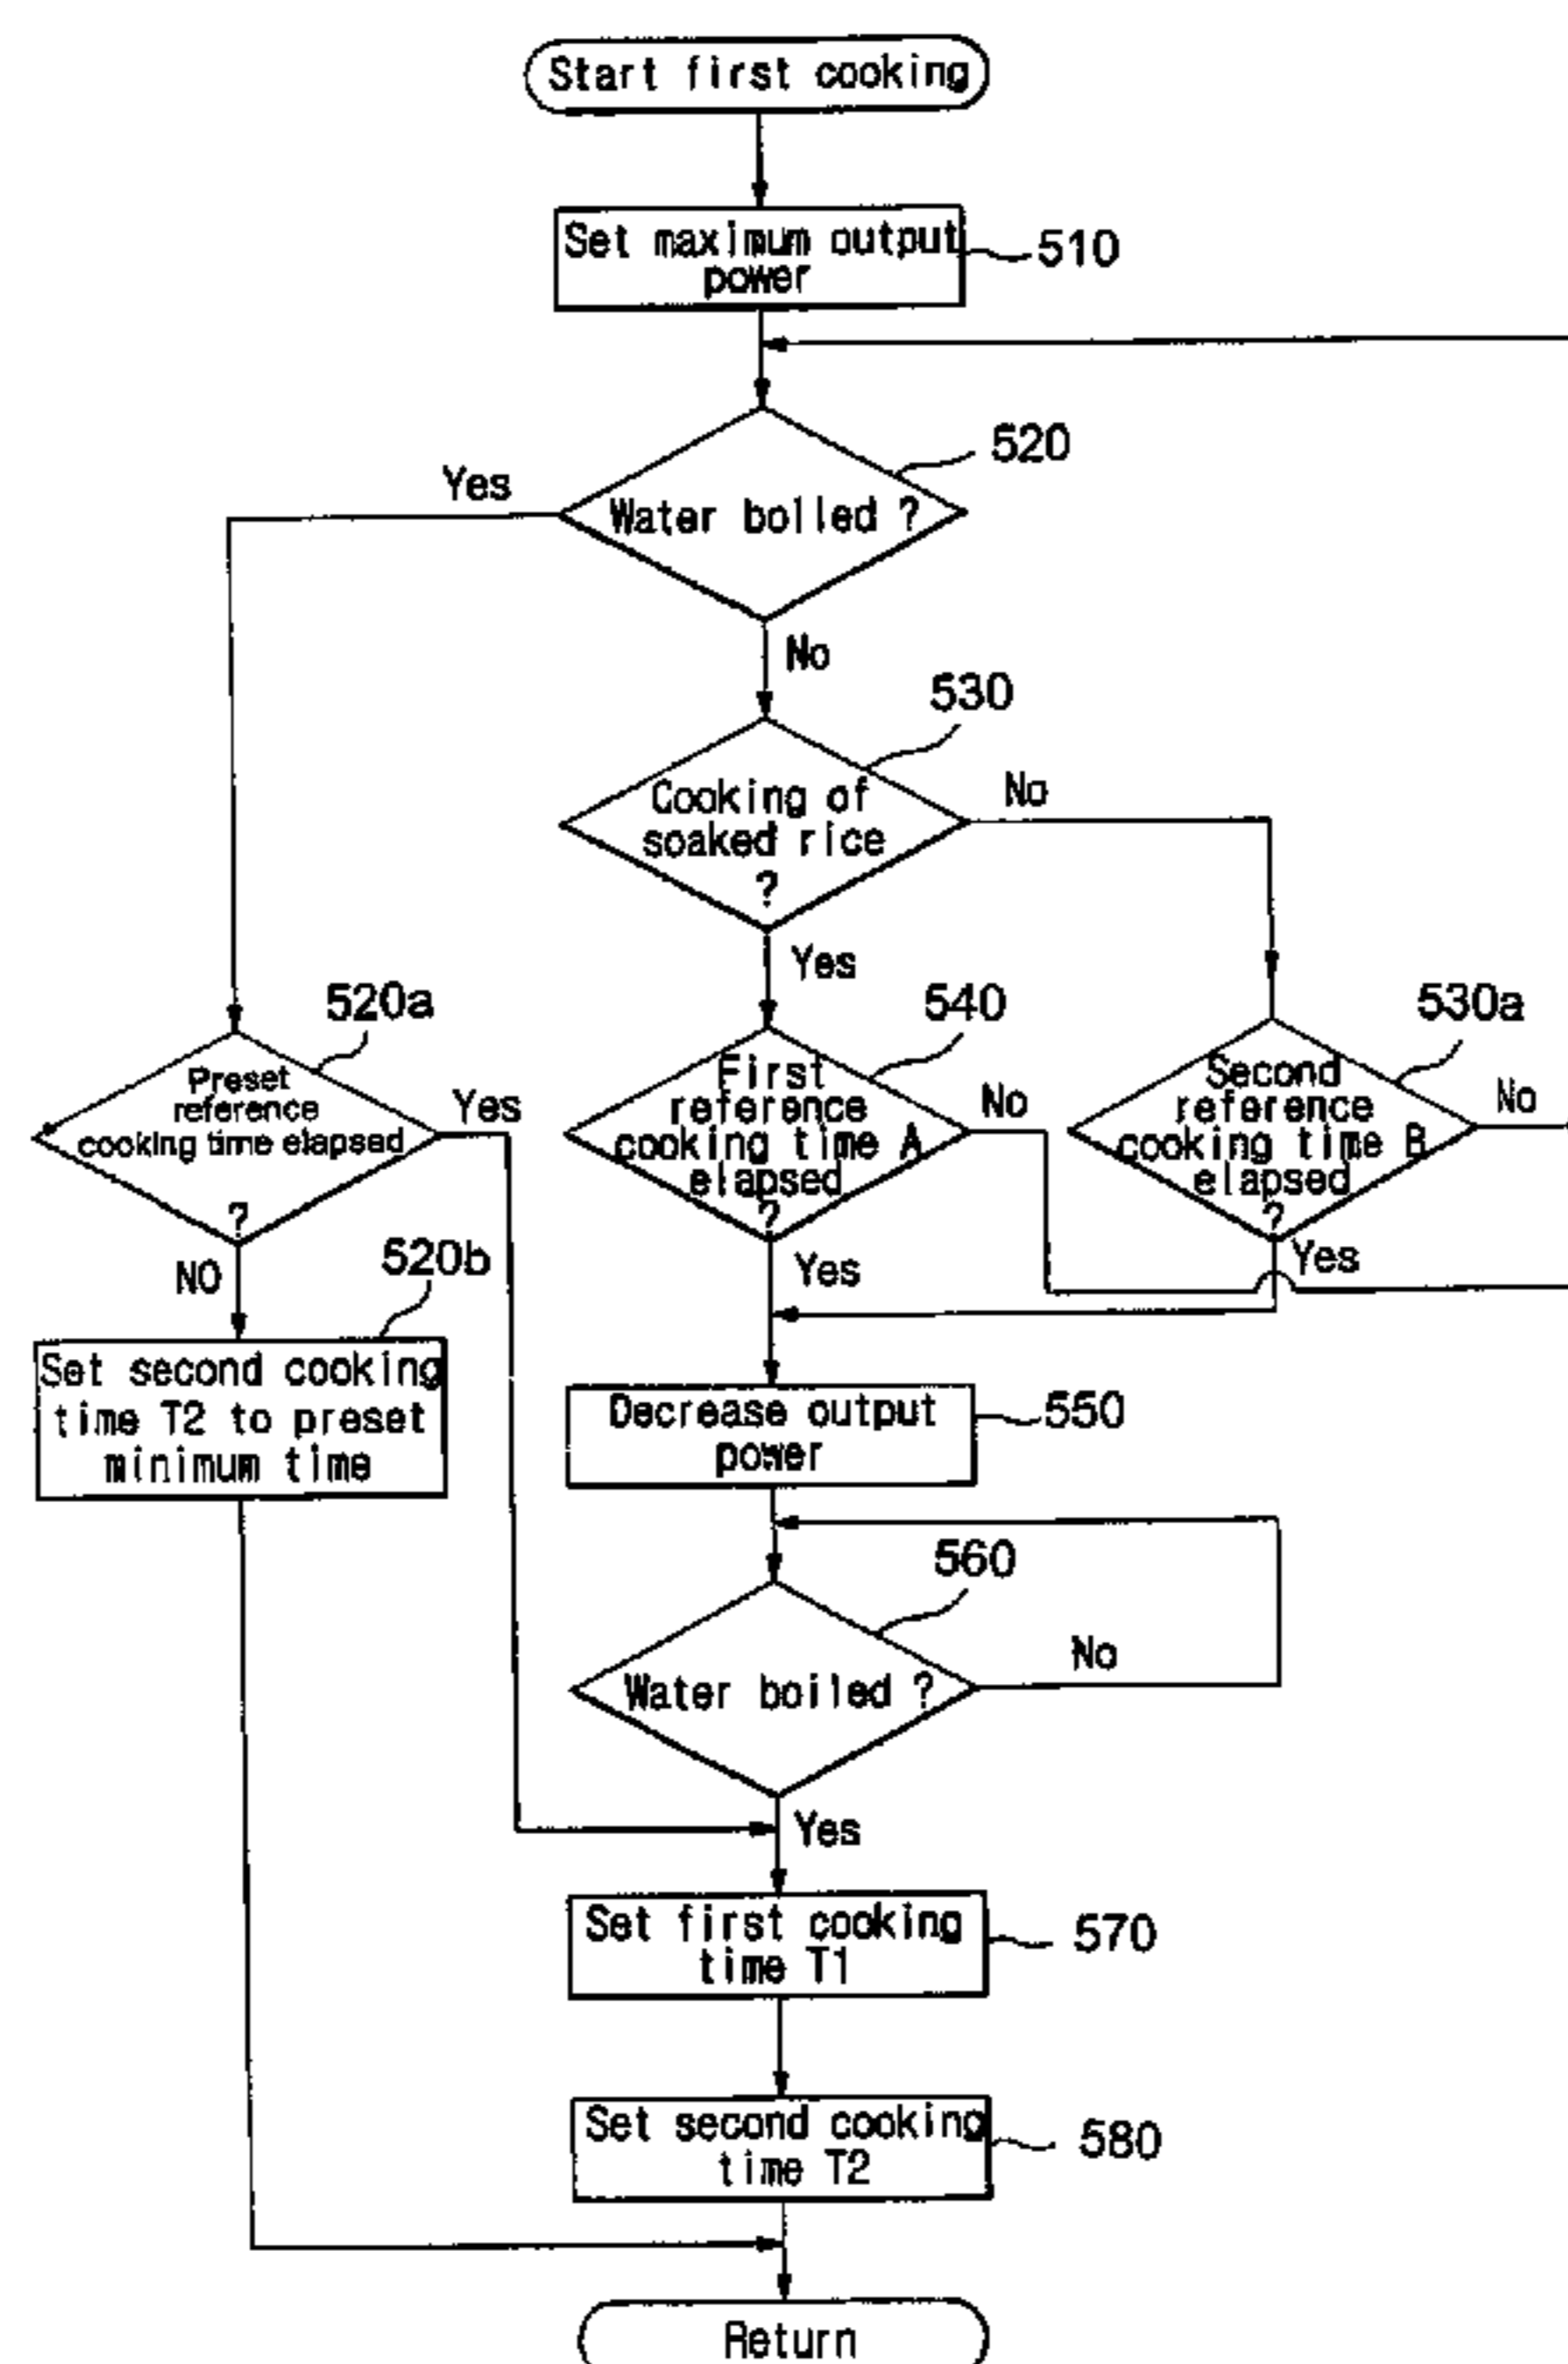 Start first cooking
Set maximum output
power
510
520
Yes
Water boiled ?
No
530
Cooking of
soaked rice
?
No
Yes
520a
540
530a
Preset
reference
cooking time elapsed
?
Yes
First
reference
cooking time A
elapsed
?
No
Second
reference
cooking time B
elapsed
?
No
NO
520b
Yes
Yes
Set second cooking
time T2 to preset
minimum time
Decrease output
power
550
560
Water boiled ?
No
Yes
Set first cooking
time T1
570
Set second cooking
time T2
580
Return